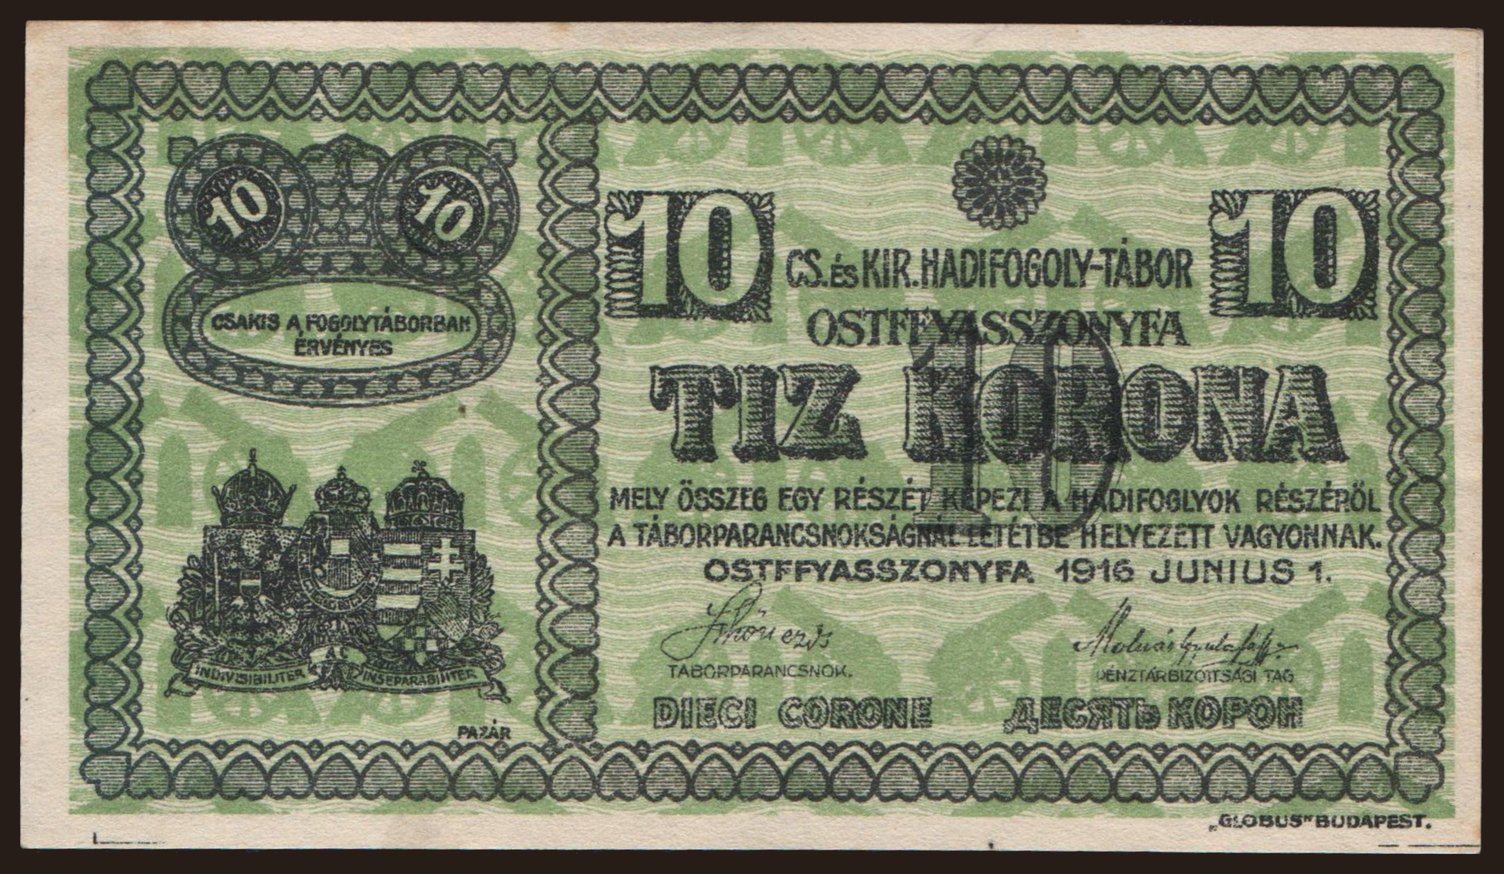 10 10
CSAKIS A FOGOLYTÁBORBAN
ÉRVÉNYES
INDIVISIBILITER AC INSEPARABILITER
PAZÁR
10 10
CS. ÉS KIR. HADIFOGOLY-TÁBOR
OSTFFYASSZONYFA
TIZ KORONA
10
MELY ÖSSZEG EGY RÉSZÉT KÉPEZI A HADIFOGLYOK RÉSZÉRŐL
A TÁBORPARANCSNOKSÁGNÁL LETÉTBE HELYEZETT VAGYONNAK.
OSTFFYASSZONYFA 1916 JUNIUS 1.
TÁBORPARANCSNOK.
PÉNZTÁRBIZOTTSÁGI TAG
DIECI CORONE ДЕСЯТЬ КОРОН
„GLOBUS" BUDAPEST.